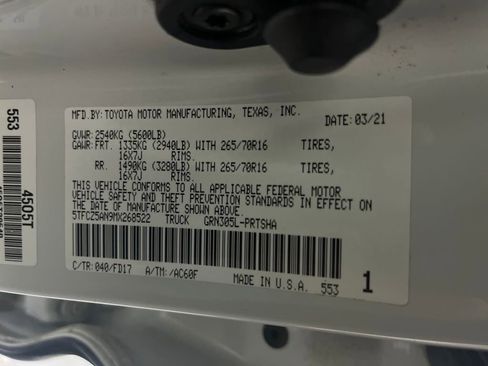 MFD.BY: TOYOTA MOTOR MANUFACTURING, TEXAS, INC.
DATE: 03/21
GVWR: 2540KG (5600LB)
GAWR: FRT. 1335KG (2940LB) WITH 265/70R16 TIRES,
16X7J RIMS.
RR. 1490KG (3280LB) WITH 265/70R16 TIRES,
16X7J RIMS.
THIS VEHICLE CONFORMS TO ALL APPLICABLE FEDERAL MOTOR
VEHICLE SAFETY AND THEFT PREVENTION STANDARDS IN EFFECT
ON THE DATE OF MANUFACTURE SHOWN ABOVE.
5TFCZ5AN9MX268522 TRUCK GRN305L-PRTSHA
C/TR: 040/FD17 A/TM: /AC60F MADE IN U.S.A. 553 1
553
4505T